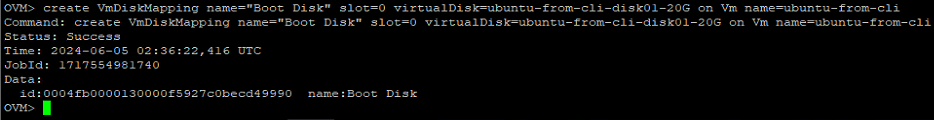 OVM> create VmDiskMapping name="Boot Disk" slot=0 virtualDisk=ubuntu-from-cli-disk01-20G on Vm name=ubuntu-from-cli
Command: create VmDiskMapping name="Boot Disk" slot=0 virtualDisk=ubuntu-from-cli-disk01-20G on Vm name=ubuntu-from-cli
Status: Success
Time: 2024-06-05 02:36:22,416 UTC
JobId: 1717554981740
Data:
  id:0004fb0000130000f5927c0becd49990  name:Boot Disk
OVM>